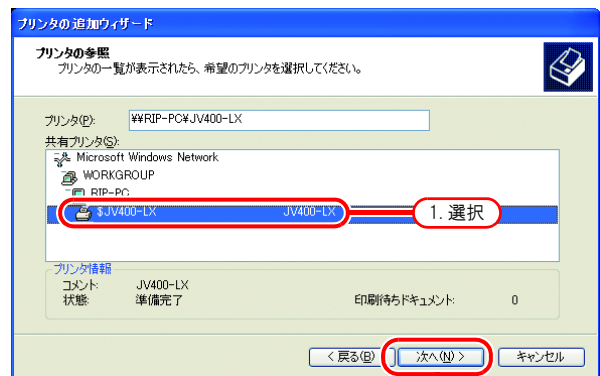 プリンタの追加ウィザード
プリンタの参照
プリンタの一覧が表示されたら、希望のプリンタを選択してください。
プリンタ(P): ¥¥RIP-PC¥JV400-LX
共有プリンタ(S):
Microsoft Windows Network
WORKGROUP
RIP-PC
$JV400-LX JV400-LX 1. 選択
プリンタ情報
コメント: JV400-LX
状態: 準備完了 印刷待ちドキュメント: 0
< 戻る(B) 次へ(N) > キャンセル